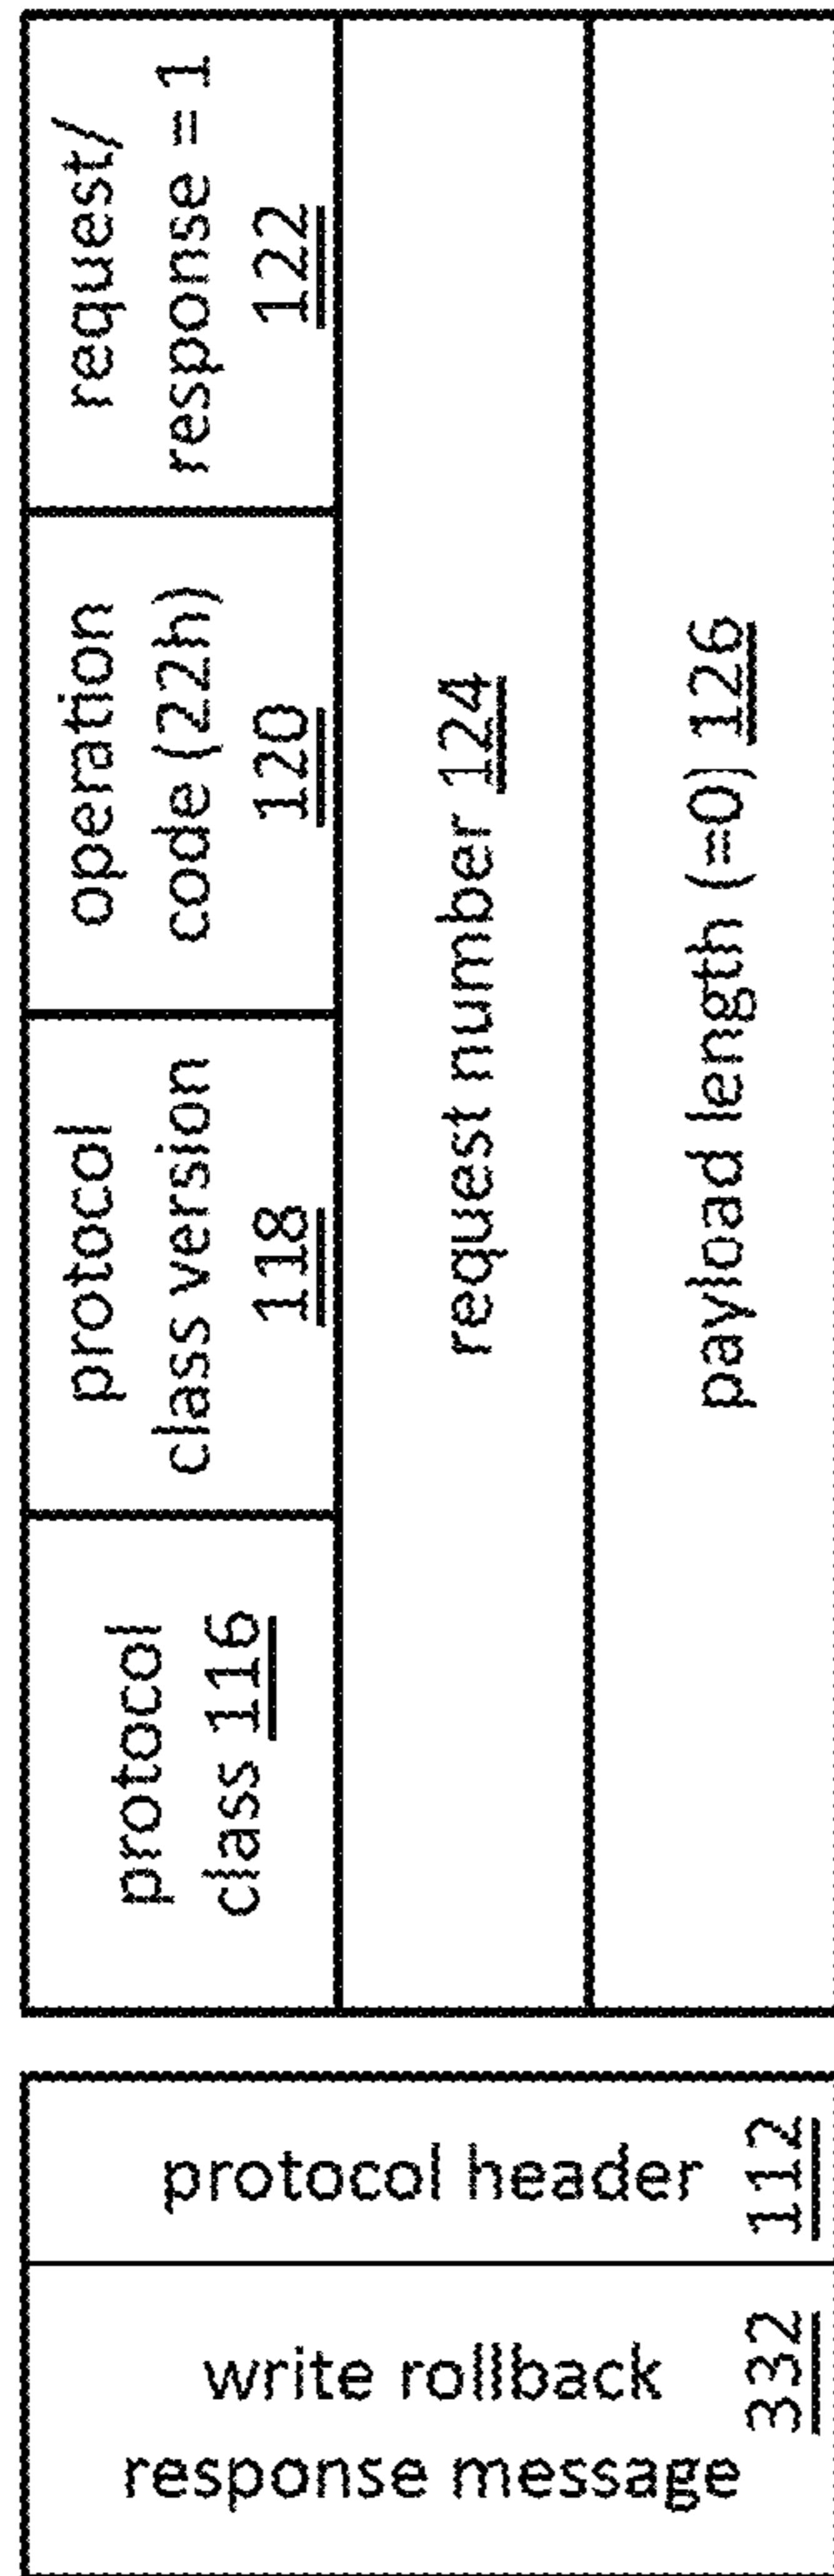 write rollback
response message
332
protocol header
112
protocol
class 116
protocol
class version
118
operation
code (22h)
120
request/
response = 1
122
request number 124
payload length (=0) 126